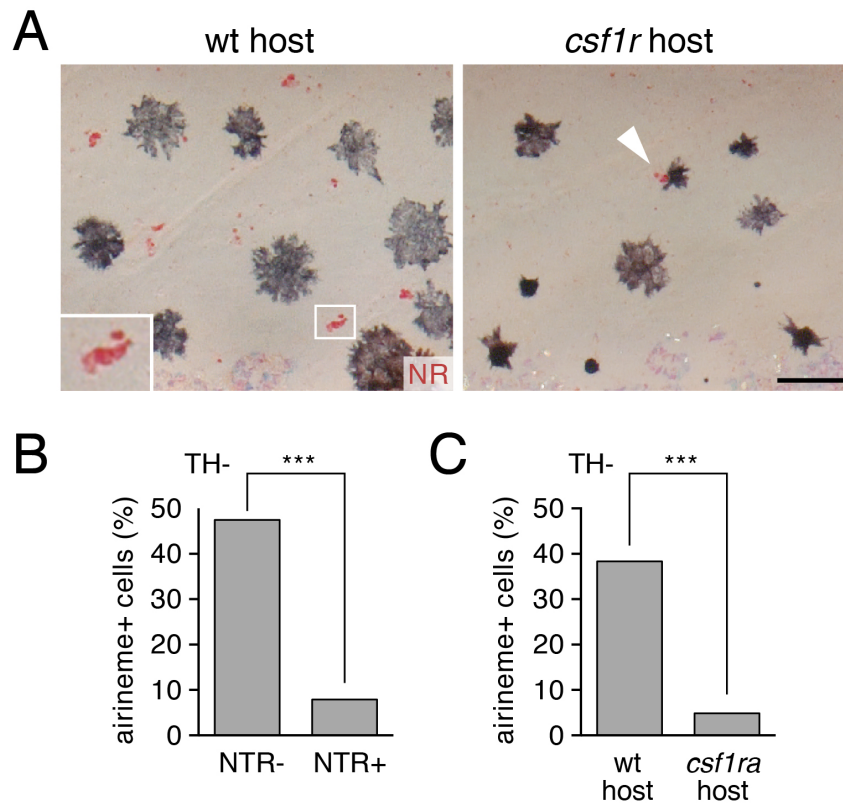 A
wt host
csf1r host
NR
B
TH-
***
airineme+ cells (%)
50
40
30
20
10
0
NTR-
NTR+
C
TH-
***
airineme+ cells (%)
50
40
30
20
10
0
wt
host
csf1ra
host